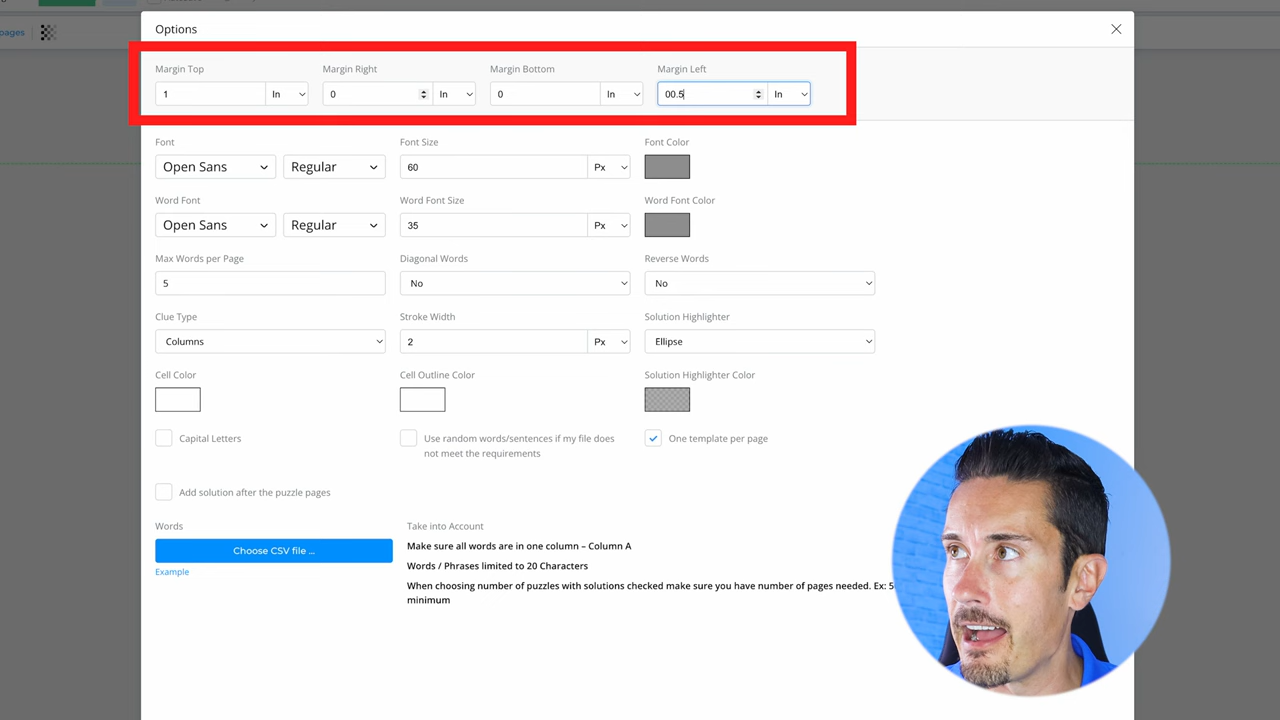 pages
Options
Margin Top
Margin Right
Margin Bottom
Margin Left
1
In
0
In
0
In
00.5
In
Font
Font Size
Font Color
Open Sans
Regular
60
Px
Word Font
Word Font Size
Word Font Color
Open Sans
Regular
35
Px
Max Words per Page
Diagonal Words
Reverse Words
5
No
No
Clue Type
Stroke Width
Solution Highlighter
Columns
2
Px
Ellipse
Cell Color
Cell Outline Color
Solution Highlighter Color
Capital Letters
Use random words/sentences if my file does
not meet the requirements
One template per page
Add solution after the puzzle pages
Words
Take into Account
Choose CSV file ...
Make sure all words are in one column – Column A
Words / Phrases limited to 20 Characters
Example
When choosing number of puzzles with solutions checked make sure you have number of pages needed. Ex: 5
minimum